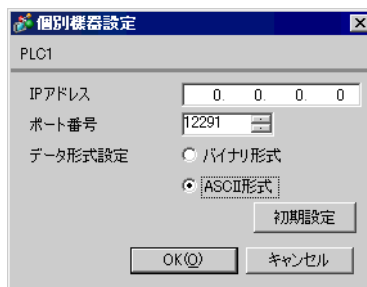 個別機器設定
PLC1
IPアドレス 0. 0. 0. 0
ポート番号 12291
データ形式設定 バイナリ形式
ASCII形式
初期設定
OK(O) キャンセル